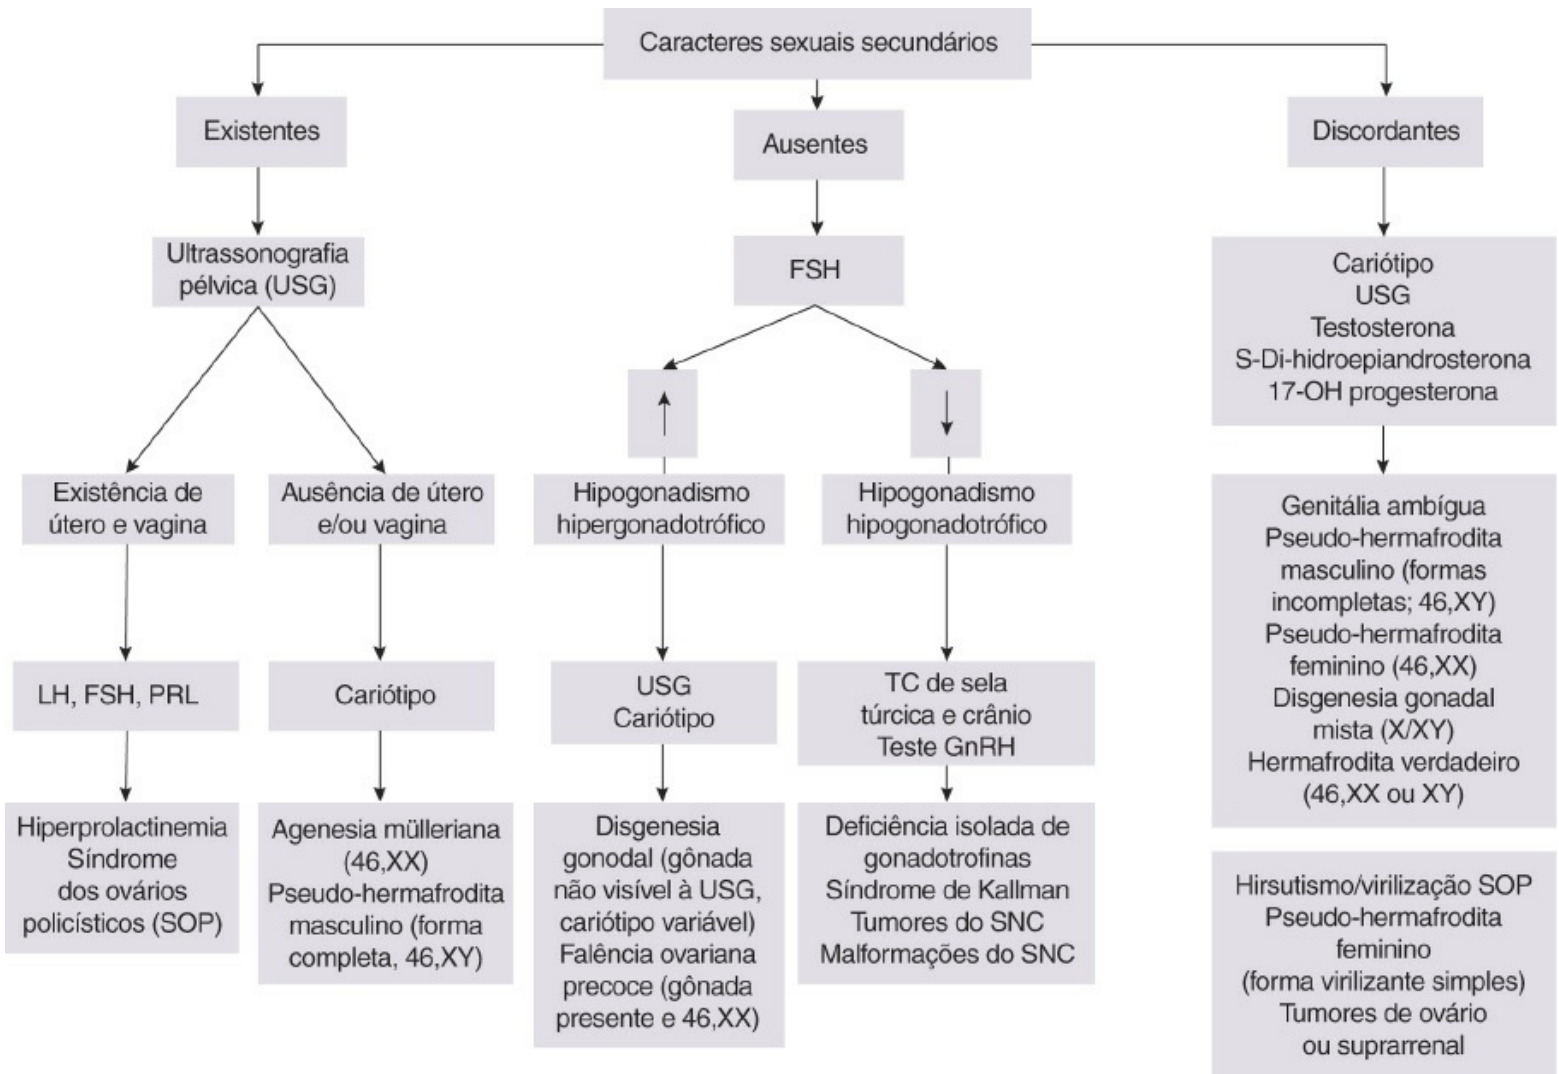 Caracteres sexuais secundários
Existentes
Ausentes
Discordantes
Ultrassonografia
pélvica (USG)
FSH
Cariótipo
USG
Testosterona
S-Di-hidroepiandrosterona
17-OH progesterona
Existência de
útero e vagina
Ausência de útero
e/ou vagina
Hipogonadismo
hipergonadotrófico
Hipogonadismo
hipogonadotrófico
Genitália ambígua
Pseudo-hermafrodita
masculino (formas
incompletas; 46,XY)
Pseudo-hermafrodita
feminino (46,XX)
Disgenesia gonadal
mista (X/XY)
Hermafrodita verdadeiro
(46,XX ou XY)
LH, FSH, PRL
Cariótipo
USG
Cariótipo
TC de sela
túrcica e crânio
Teste GnRH
Hiperprolactinemia
Síndrome
dos ovários
policísticos (SOP)
Agenesia mülleriana
(46,XX)
Pseudo-hermafrodita
masculino (forma
completa, 46,XY)
Disgenesia
gonodal (gônada
não visível à USG,
cariótipo variável)
Falência ovariana
precoce (gônada
presente e 46,XX)
Deficiência isolada de
gonadotrofinas
Síndrome de Kallman
Tumores do SNC
Malformações do SNC
Hirsutismo/virilização SOP
Pseudo-hermafrodita
feminino
(forma virilizante simples)
Tumores de ovário
ou suprarrenal